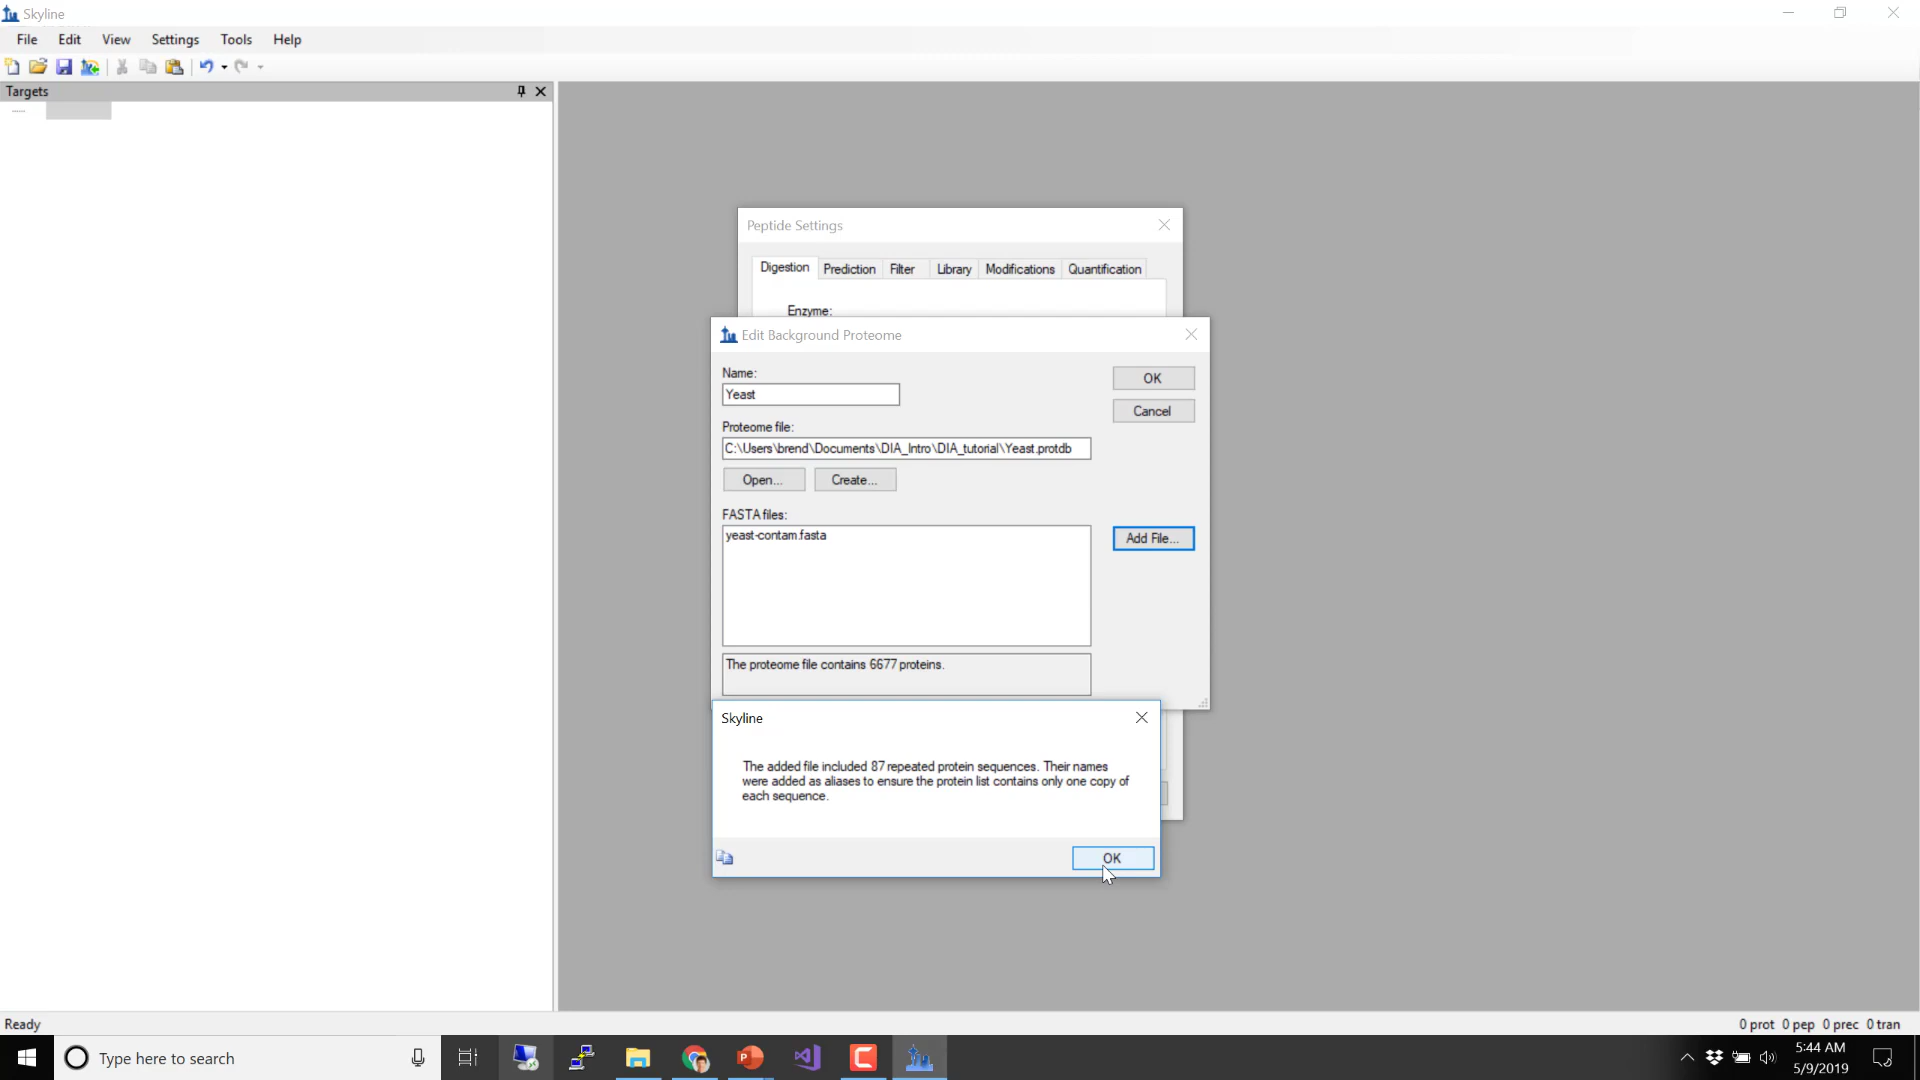 Skyline
File Edit View Settings Tools Help
Targets
Peptide Settings
Digestion Prediction Filter Library Modifications Quantification
Enzyme:
Edit Background Proteome
Name:
OK
Yeast
Cancel
Proteome file:
C:\Users\brend\Documents\DIA_Intro\DIA_tutorial\Yeast.protdb
Open... Create...
FASTA files:
yeast-contam.fasta
Add File...
The proteome file contains 6677 proteins.
Skyline
The added file included 87 repeated protein sequences. Their names
were added as aliases to ensure the protein list contains only one copy of
each sequence.
OK
Ready
0 prot 0 pep 0 prec 0 tran
Type here to search
5:44 AM
5/9/2019